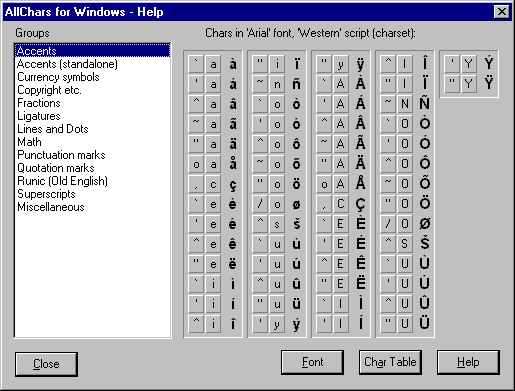 AllChars for Windows - Help
Groups
Accents
Accents (standalone)
Currency symbols
Copyright etc.
Fractions
Ligatures
Lines and Dots
Math
Punctuation marks
Quotation marks
Runic (Old English)
Superscripts
Miscellaneous
Chars in 'Arial' font, 'Western' script (charset):
` a à
' a á
^ a â
~ a ã
" a ä
o a å
, c ç
` e è
' e é
^ e ê
" e ë
` i ì
' i í
^ i î
" i ï
~ n ñ
` o ò
' o ó
^ o ô
~ o õ
" o ö
/ o ø
^ s š
` u ù
' u ú
^ u û
" u ü
' y ý
" y ÿ
` A À
' A Á
^ A Â
~ A Ã
" A Ä
o A Å
, C Ç
` E È
' E É
^ E Ê
" E Ë
` I Ì
' I Í
^ I Î
" I Ï
~ N Ñ
` O Ò
' O Ó
^ O Ô
~ O Õ
" O Ö
/ O Ø
^ S Š
` U Ù
' U Ú
^ U Û
" U Ü
' Y Ý
" Y Ÿ
Close
Font
Char Table
Help